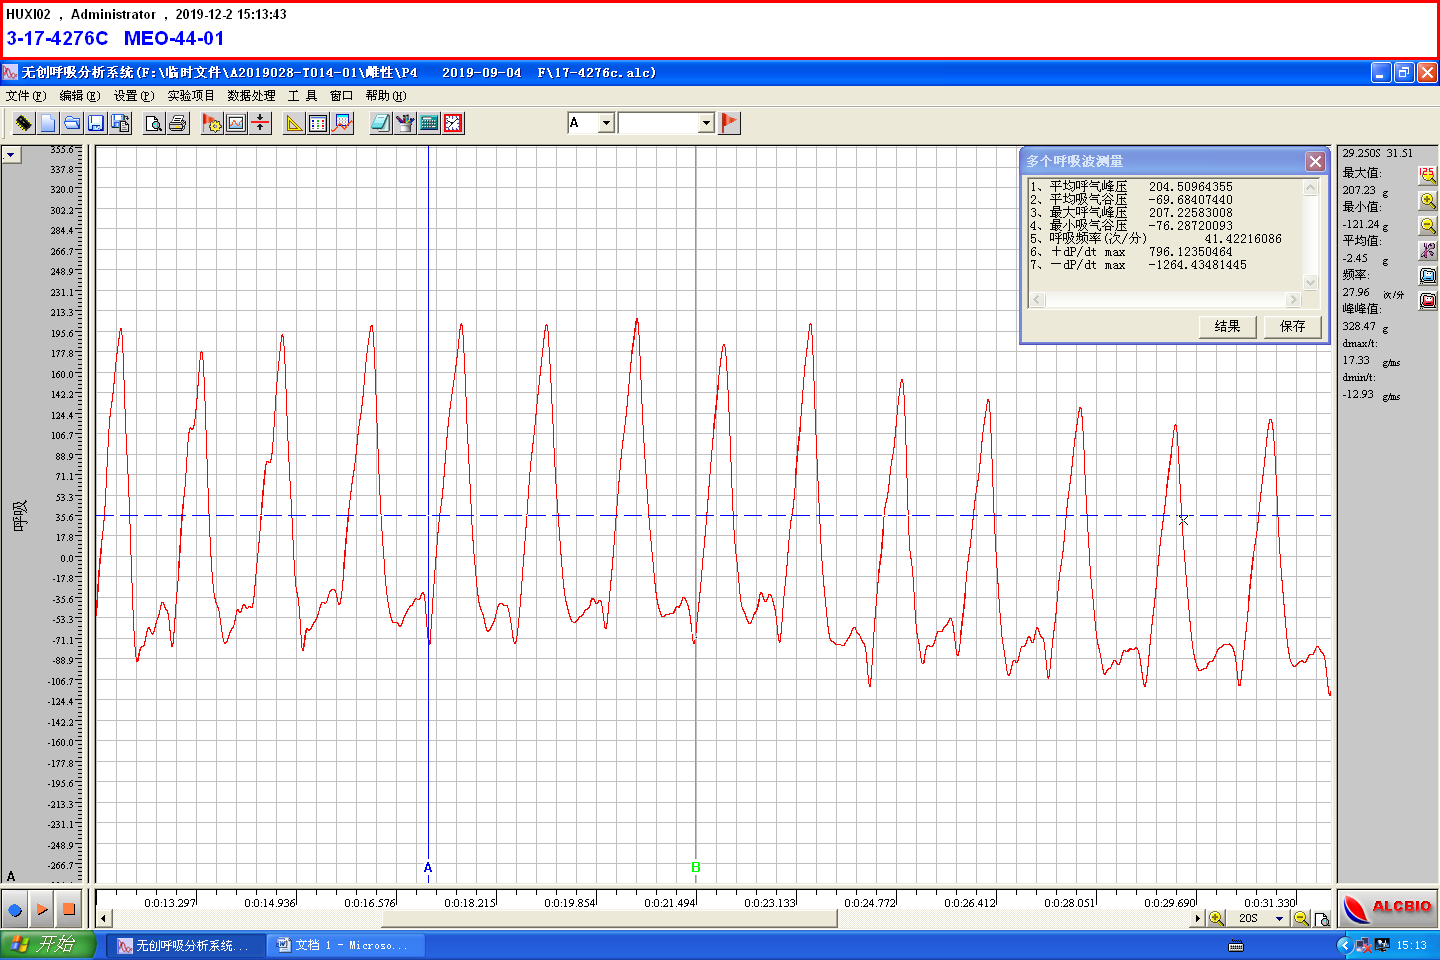 HUXI02 , Administrator , 2019-12-2 15:13:43
3-17-4276C MEO-44-01
无创呼吸分析系统(F:\临时文件\A2019028-T014-01\雌性\P4 2019-09-04 F\17-4276c.alc)
文件(F) 编辑(E) 设置(P) 实验项目 数据处理 工 具 窗口 帮助(H)
A
355.6
337.8
320.0
302.2
284.4
266.7
248.9
231.1
213.3
195.6
177.8
160.0
142.2
124.4
106.7
88.9
71.1
53.3
35.6
17.8
0.0
-17.8
-35.6
-53.3
-71.1
-88.9
-106.7
-124.4
-142.2
-160.0
-177.8
-195.6
-213.3
-231.1
-248.9
-266.7
呼吸
A
A
B
多个呼吸波测量
1、平均呼气峰压 204.50964355
2、平均吸气谷压 -69.68407440
3、最大呼气峰压 207.22583008
4、最小吸气谷压 -76.28720093
5、呼吸频率(次/分) 41.42216086
6、＋dP/dt max 796.12350464
7、－dP/dt max -1264.43481445
结果 保存
29.250S 31.51
最大值:
207.23 g
最小值:
-121.24 g
平均值:
-2.45 g
频率:
27.96 次/分
峰峰值:
328.47 g
dmax/t:
17.33 g/ms
dmin/t:
-12.93 g/ms
125
0:0:13.297 0:0:14.936 0:0:16.576 0:0:18.215 0:0:19.854 0:0:21.494 0:0:23.133 0:0:24.772 0:0:26.412 0:0:28.051 0:0:29.690 0:0:31.330
20S
ALCBIO
开始 无创呼吸分析系统... 文档 1 - Microso... 15:13